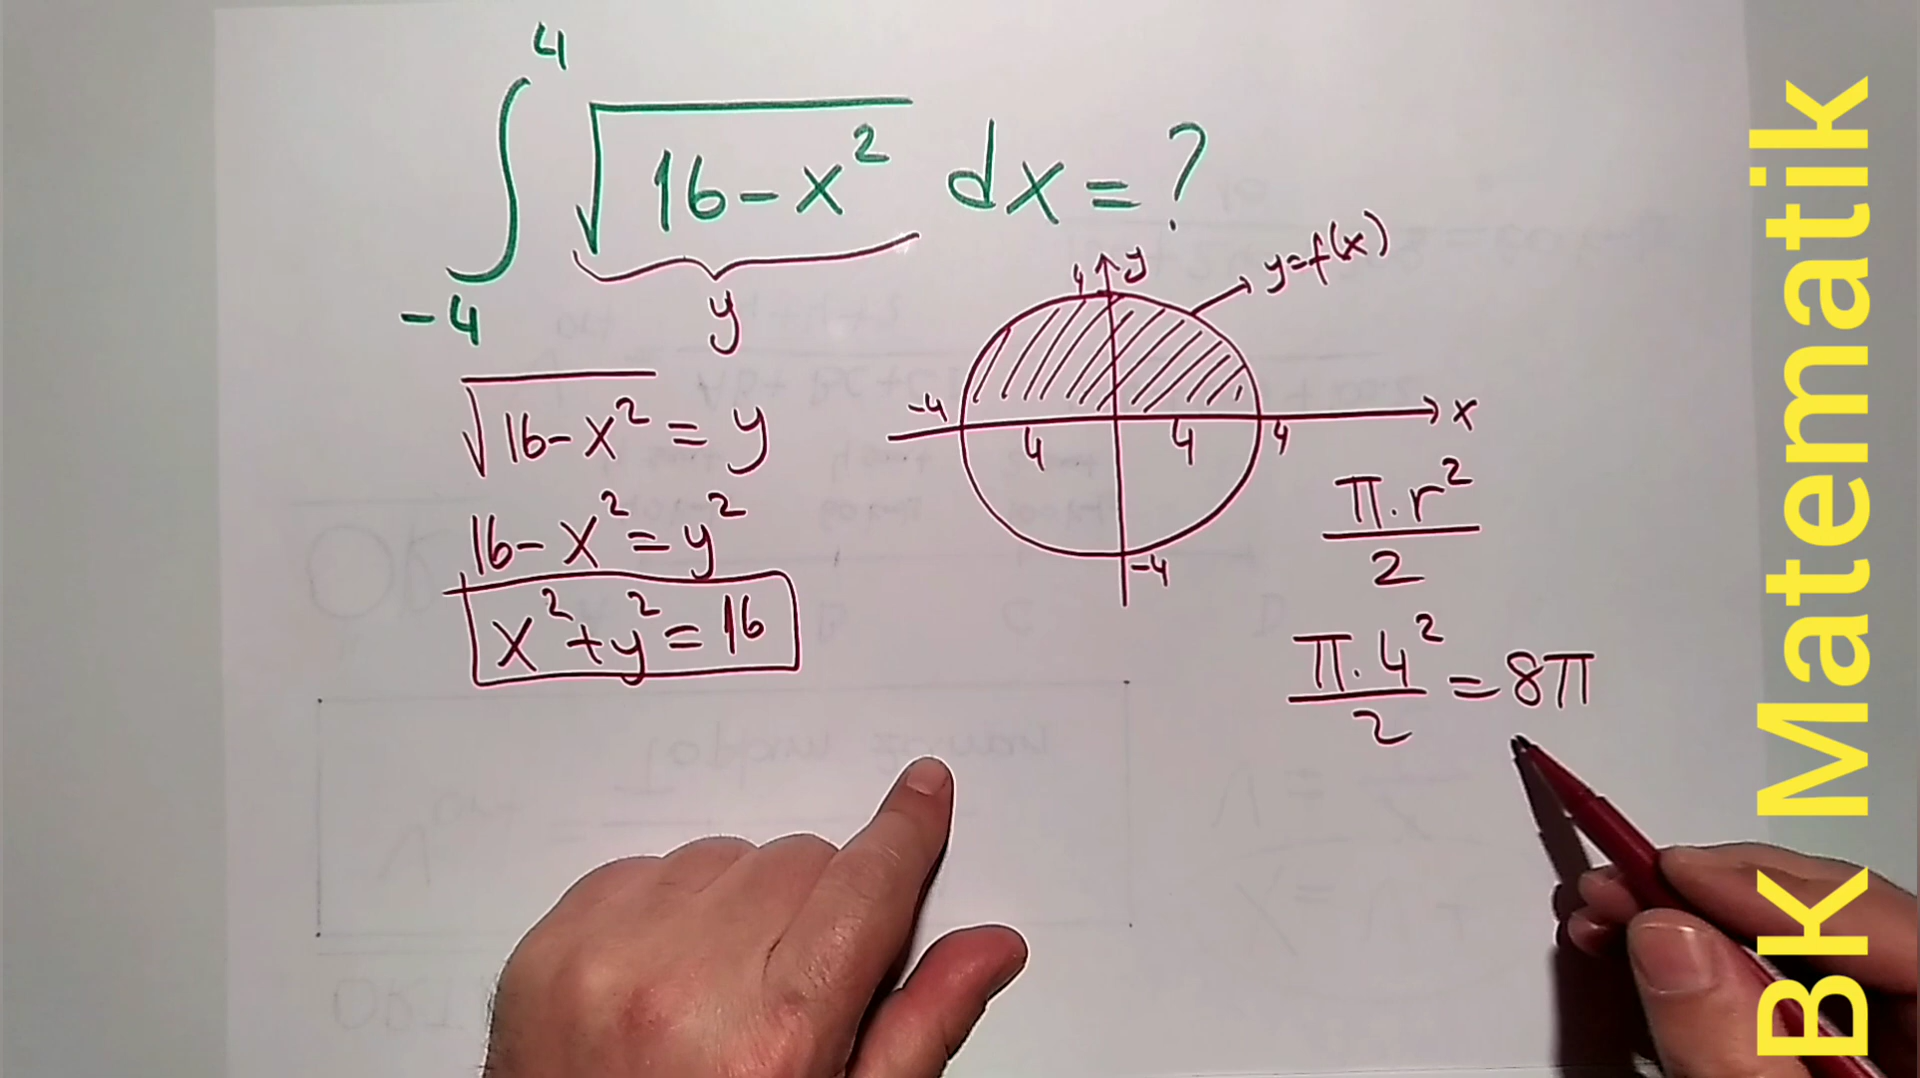 ∫₋₄⁴ √(16-x²) dx = ?
y
√(16-x²) = y
16-x² = y²
x²+y² = 16
y
4
y=f(x)
-4
4
4
4
x
-4
π.r²/2
π.4²/2 = 8π
BK Matematik